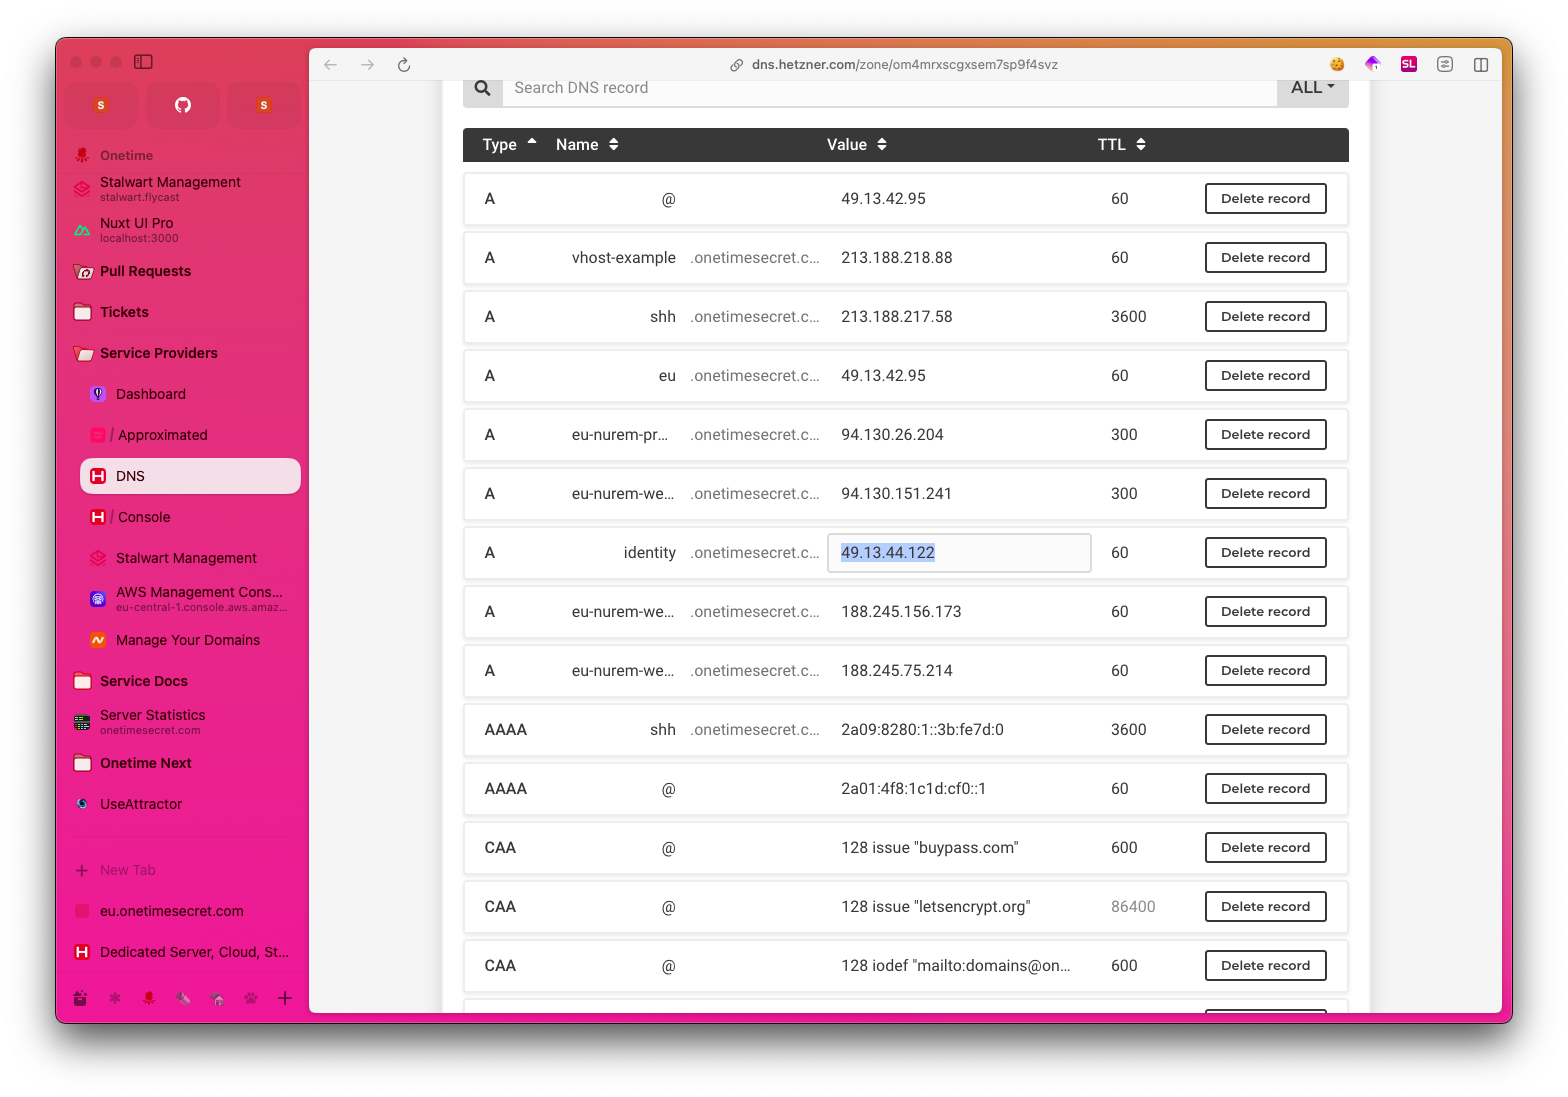 S
S
Onetime
Stalwart Management
stalwart.flycast
Nuxt UI Pro
localhost:3000
Pull Requests
Tickets
Service Providers
Dashboard
/ Approximated
DNS
/ Console
Stalwart Management
AWS Management Cons...
eu-central-1.console.aws.amaz...
Manage Your Domains
Service Docs
Server Statistics
onetimesecret.com
Onetime Next
UseAttractor
+ New Tab
eu.onetimesecret.com
Dedicated Server, Cloud, St...
dns.hetzner.com/zone/om4mrxscgxsem7sp9f4svz
1
SL
Search DNS record
ALL
Type Name Value TTL
A @ 49.13.42.95 60 Delete record
A vhost-example .onetimesecret.c... 213.188.218.88 60 Delete record
A shh .onetimesecret.c... 213.188.217.58 3600 Delete record
A eu .onetimesecret.c... 49.13.42.95 60 Delete record
A eu-nurem-pr... .onetimesecret.c... 94.130.26.204 300 Delete record
A eu-nurem-we... .onetimesecret.c... 94.130.151.241 300 Delete record
A identity .onetimesecret.c... 49.13.44.122 60 Delete record
A eu-nurem-we... .onetimesecret.c... 188.245.156.173 60 Delete record
A eu-nurem-we... .onetimesecret.c... 188.245.75.214 60 Delete record
AAAA shh .onetimesecret.c... 2a09:8280:1::3b:fe7d:0 3600 Delete record
AAAA @ 2a01:4f8:1c1d:cf0::1 60 Delete record
CAA @ 128 issue "buypass.com" 600 Delete record
CAA @ 128 issue "letsencrypt.org" 86400 Delete record
CAA @ 128 iodef "mailto:domains@on... 600 Delete record